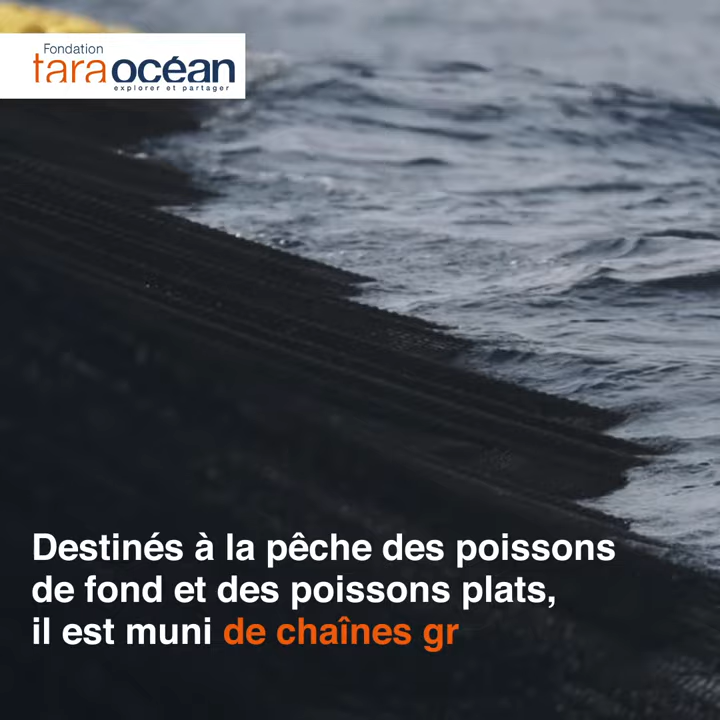 Fondation
tara océan
explorer et partager
Destinés à la pêche des poissons
de fond et des poissons plats,
il est muni de chaînes gr